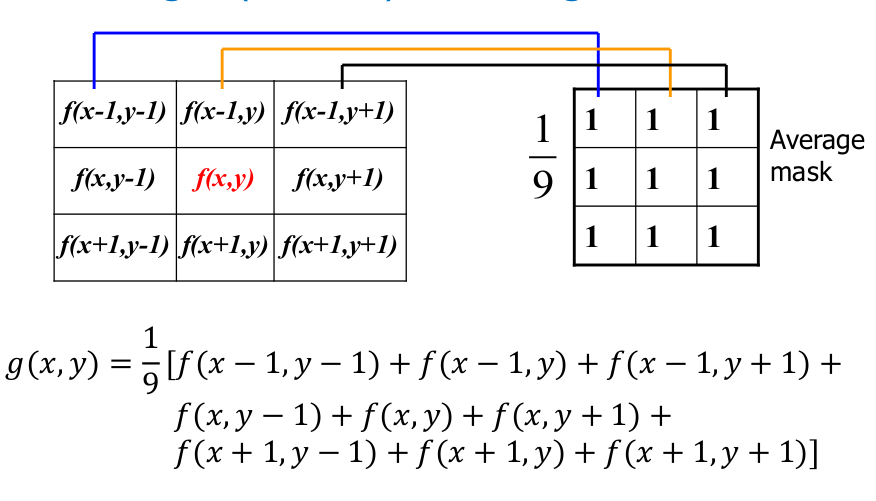 f(x-1,y-1) f(x-1,y) f(x-1,y+1)
f(x,y-1) f(x,y) f(x,y+1)
f(x+1,y-1) f(x+1,y) f(x+1,y+1)
1/9
1 1 1
1 1 1
1 1 1
Average
mask
g(x, y) = 1/9 [f(x − 1, y − 1) + f(x − 1, y) + f(x − 1, y + 1) +
f(x, y − 1) + f(x, y) + f(x, y + 1) +
f(x + 1, y − 1) + f(x + 1, y) + f(x + 1, y + 1)]